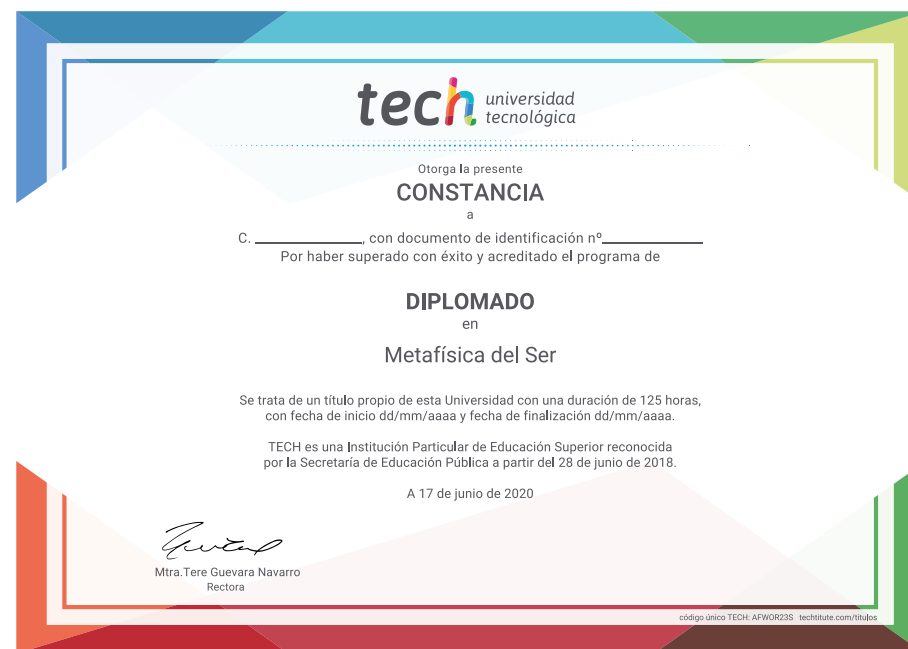 tech universidad
tecnológica
Otorga la presente
CONSTANCIA
a
C. ______________, con documento de identificación nº______________
Por haber superado con éxito y acreditado el programa de
DIPLOMADO
en
Metafísica del Ser
Se trata de un título propio de esta Universidad con una duración de 125 horas,
con fecha de inicio dd/mm/aaaa y fecha de finalización dd/mm/aaaa.
TECH es una Institución Particular de Educación Superior reconocida
por la Secretaría de Educación Pública a partir del 28 de junio de 2018.
A 17 de junio de 2020
Mtra.Tere Guevara Navarro
Rectora
código único TECH: AFWOR23S techtitute.com/titulos